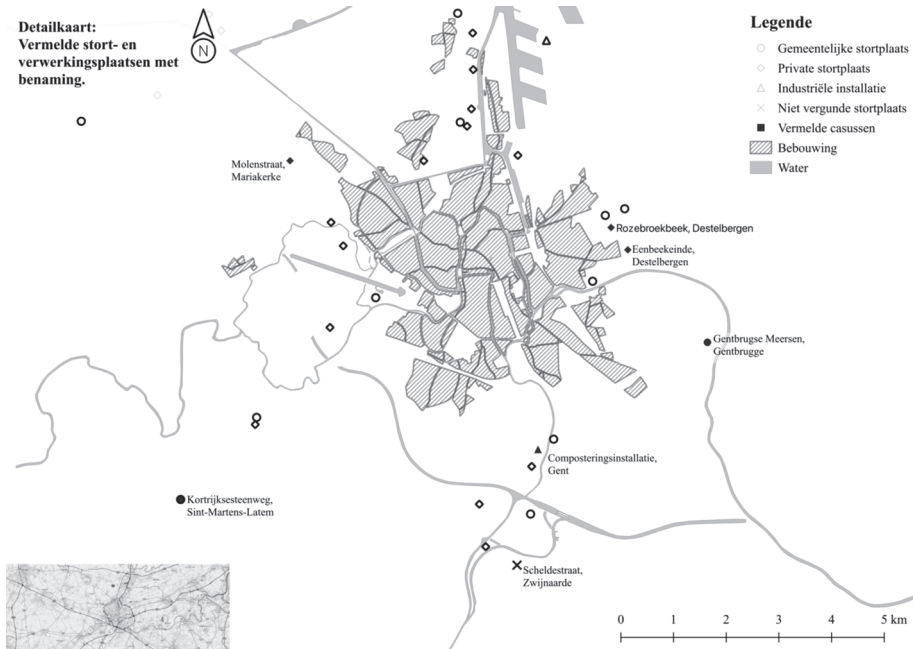 Detailkaart:
Vermelde stort- en
verwerkingsplaatsen met
benaming.
N
Legende
Gemeentelijke stortplaats
Private stortplaats
Industriële installatie
Niet vergunde stortplaats
Vermelde casussen
Bebouwing
Water
Molenstraat,
Mariakerke
Rozebroekbeek, Destelbergen
Eenbeekeinde,
Destelbergen
Gentbrugse Meersen,
Gentbrugge
Composteringsinstallatie,
Gent
Kortrijksesteenweg,
Sint-Martens-Latem
Scheldestraat,
Zwijnaarde
0 1 2 3 4 5 km